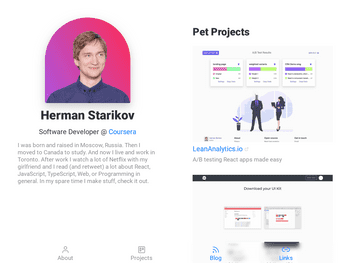 Herman Starikov
Software Developer @ Coursera
I was born and raised in Moscow, Russia. Then I
moved to Canada to study. And now I live and work in
Toronto. After work I watch a lot of Netflix with my
girlfriend and I read (and retweet) a lot about React,
JavaScript, TypeScript, Web, or Programming in
general. In my spare time I make stuff, check it out.
About
Projects
Pet Projects
LeanAnalytics.io
A/B testing React apps made easy
Download your UI Kit
Blog
Links